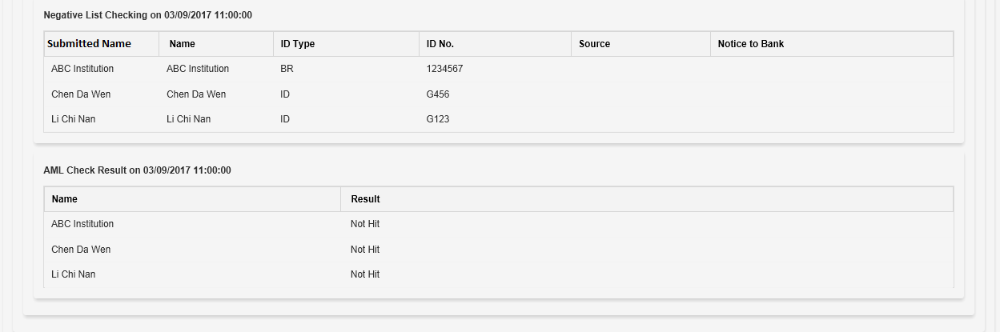 Negative List Checking on 03/09/2017 11:00:00
Submitted Name Name ID Type ID No. Source Notice to Bank
ABC Institution ABC Institution BR 1234567
Chen Da Wen Chen Da Wen ID G456
Li Chi Nan Li Chi Nan ID G123
AML Check Result on 03/09/2017 11:00:00
Name Result
ABC Institution Not Hit
Chen Da Wen Not Hit
Li Chi Nan Not Hit